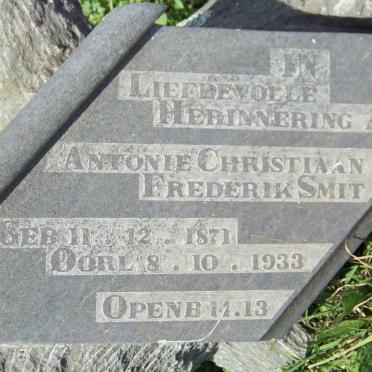 IN
LIEFDEVOLLE
HERINNERING A
ANTONIE CHRISTIAAN
FREDERIK SMIT
GEB 11 . 12 . 1871
OORL 8 . 10 . 1933
OPENB 14.13